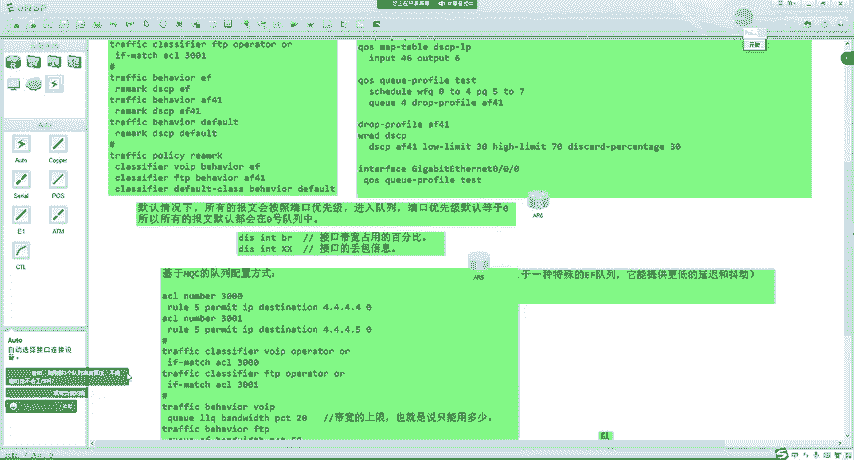 traffic classifier ftp operator or
if-match acl 3001
#
traffic behavior ef
remark dscp ef
traffic behavior af41
remark dscp af41
traffic behavior default
remark dscp default
#
traffic policy reamrk
classifier voip behavior ef
classifier ftp behavior af41
classifier default-class behavior default
qos map-table dscp-lp
input 46 output 6
qos queue-profile test
schedule wfq 0 to 4 pq 5 to 7
queue 4 drop-profile af41
drop-profile af41
wred dscp
dscp af41 low-limit 30 high-limit 70 discard-percentage 30
interface GigabitEthernet0/0/0
qos queue-profile test
默认情况下，所有的报文会按照端口优先级，进入队列，端口优先级默认等于0
所以所有的报文默认都会在0号队列中。
dis int br // 接口带宽占用的百分比。
dis int XX // 接口的丢包信息。
AR6
AR5
基于MQC的队列配置方式：
于一种特殊的EF队列，它能提供更低的延迟和抖动）
acl number 3000
rule 5 permit ip destination 4.4.4.4 0
acl number 3001
rule 5 permit ip destination 4.4.4.5 0
#
traffic classifier voip operator or
if-match acl 3000
traffic classifier ftp operator or
if-match acl 3001
#
traffic behavior voip
queue llq bandwidth pct 20 //带宽的上限，也就是说只能用多少。
traffic behavior ftp
Auto
Copper
Serial
POS
E1
ATM
CTL
Auto
自动选择接口连接设备。